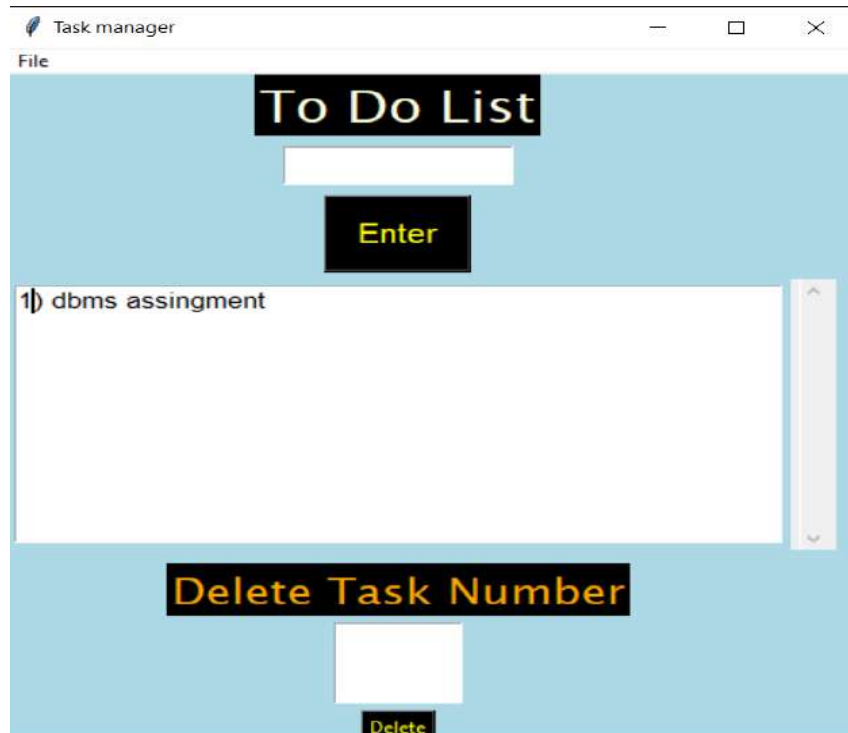 Task manager
File
To Do List
Enter
1) dbms assingment
Delete Task Number
Delete